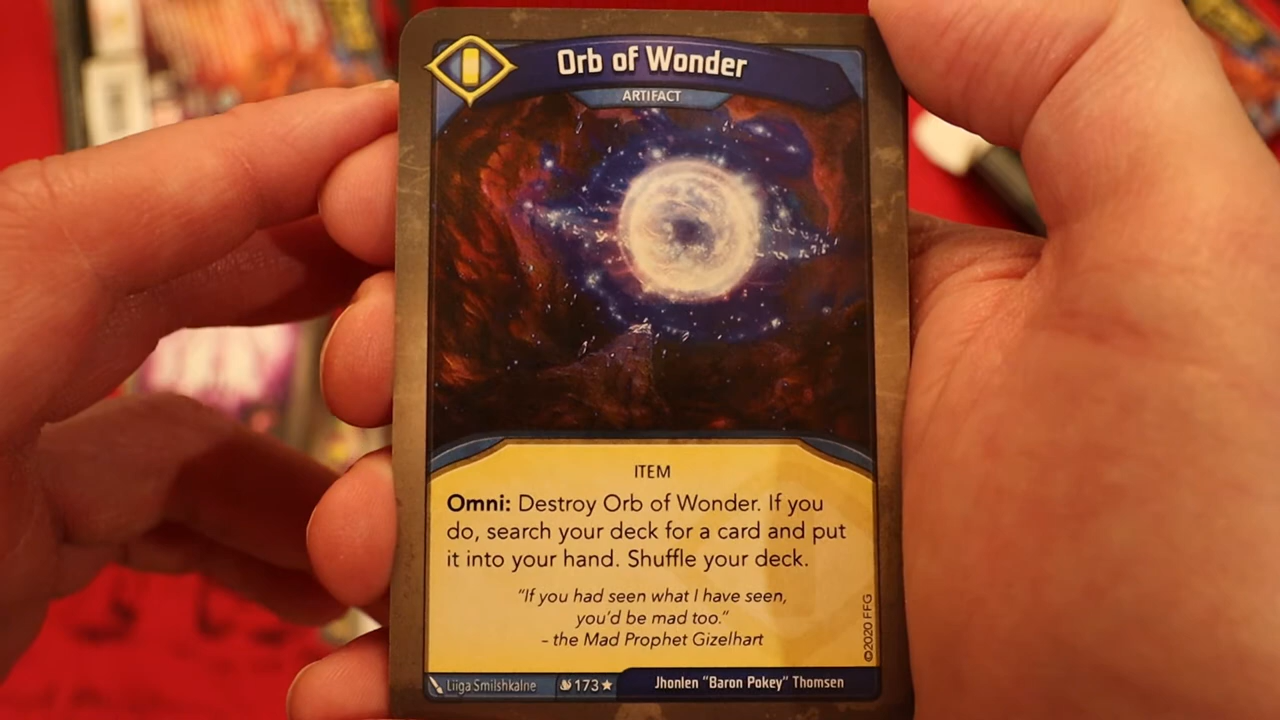 Orb of Wonder
ARTIFACT
ITEM
Omni: Destroy Orb of Wonder. If you
do, search your deck for a card and put
it into your hand. Shuffle your deck.
“If you had seen what I have seen,
you’d be mad too.”
– the Mad Prophet Gizelhart
©2020 FFG
Liiga Smilshkalne
173
Jhonlen “Baron Pokey” Thomsen